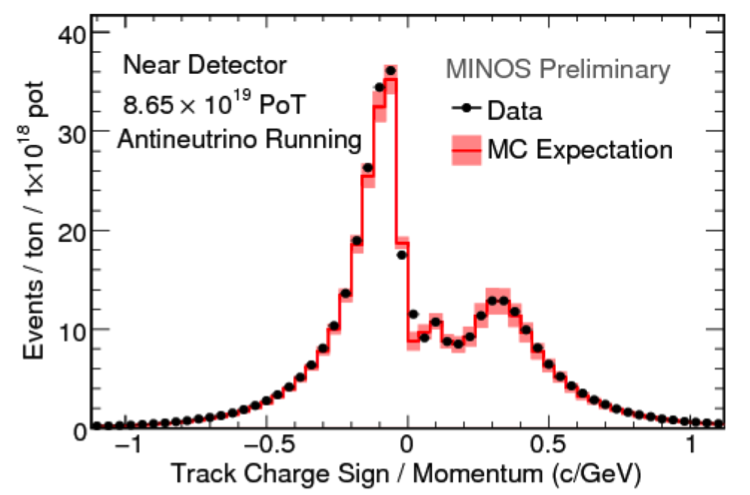 40
30
20
10
0
Events / ton / 1×10¹⁸ pot
Near Detector
8.65 × 10¹⁹ PoT
Antineutrino Running
MINOS Preliminary
Data
MC Expectation
−1
−0.5
0
0.5
1
Track Charge Sign / Momentum (c/GeV)